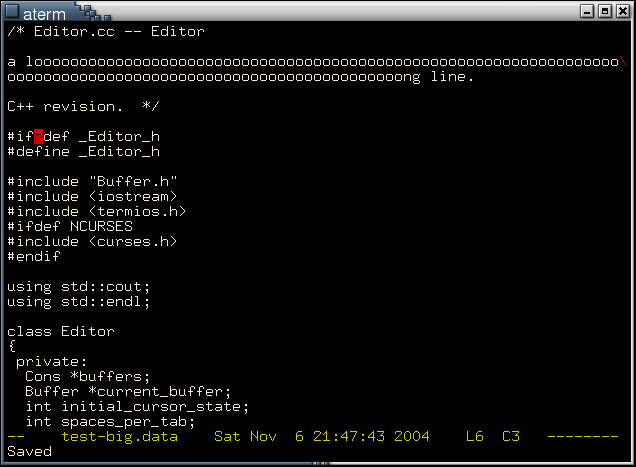 aterm
/* Editor.cc -- Editor
a looooooooooooooooooooooooooooooooooooooooooooooooooooooooooooooooo\
ooooooooooooooooooooooooooooooooooooooooooooong line.
C++ revision.  */
#ifndef _Editor_h
#define _Editor_h
#include "Buffer.h"
#include <iostream>
#include <termios.h>
#ifdef NCURSES
#include <curses.h>
#endif
using std::cout;
using std::endl;
class Editor
{
 private:
  Cons *buffers;
  Buffer *current_buffer;
  int initial_cursor_state;
  int spaces_per_tab;
--    test-big.data    Sat Nov  6 21:47:43 2004    L6  C3   --------
Saved